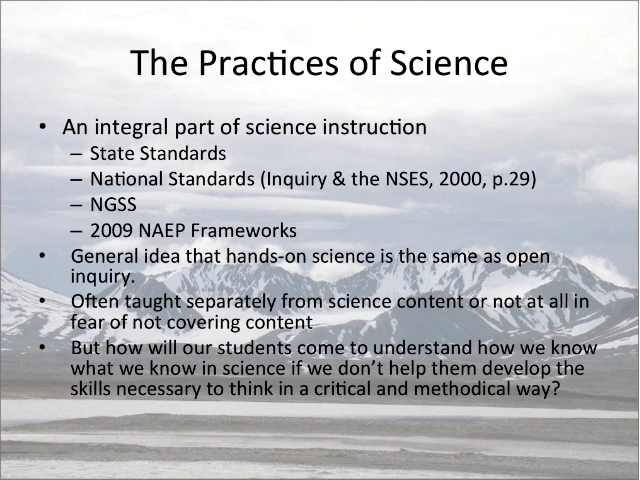 The Practices of Science
• An integral part of science instruction
– State Standards
– National Standards (Inquiry & the NSES, 2000, p.29)
– NGSS
– 2009 NAEP Frameworks
• General idea that hands-on science is the same as open
inquiry.
• Often taught separately from science content or not at all in
fear of not covering content
• But how will our students come to understand how we know
what we know in science if we don’t help them develop the
skills necessary to think in a critical and methodical way?